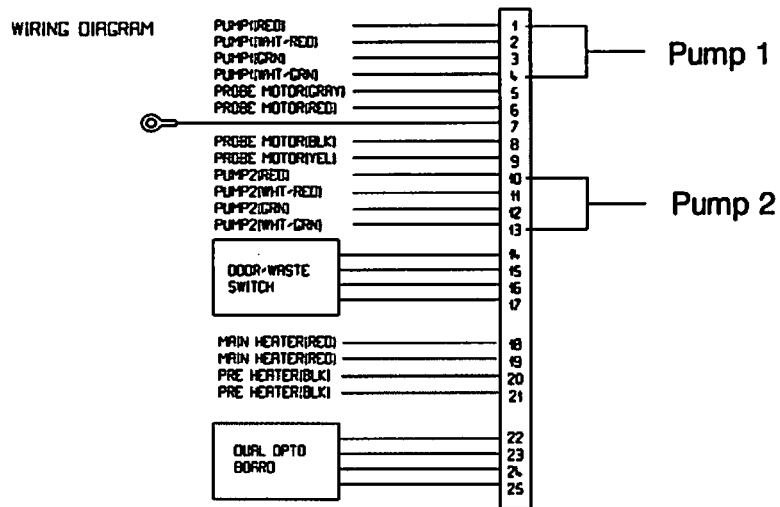 WIRING DIAGRAM
PUMP1(RED) 1
PUMP1(WHT-RED) 2
PUMP1(GRN) 3
PUMP1(WHT-GRN) 4
Pump 1
PROBE MOTOR(GRAY) 5
PROBE MOTOR(RED) 6
7
PROBE MOTOR(BLK) 8
PROBE MOTOR(YEL) 9
PUMP2(RED) 10
PUMP2(WHT-RED) 11
PUMP2(GRN) 12
PUMP2(WHT-GRN) 13
Pump 2
DOOR-WASTE
SWITCH
14
15
16
17
MAIN HEATER(RED) 18
MAIN HEATER(RED) 19
PRE HEATER(BLK) 20
PRE HEATER(BLK) 21
DUAL OPTO
BOARD
22
23
24
25